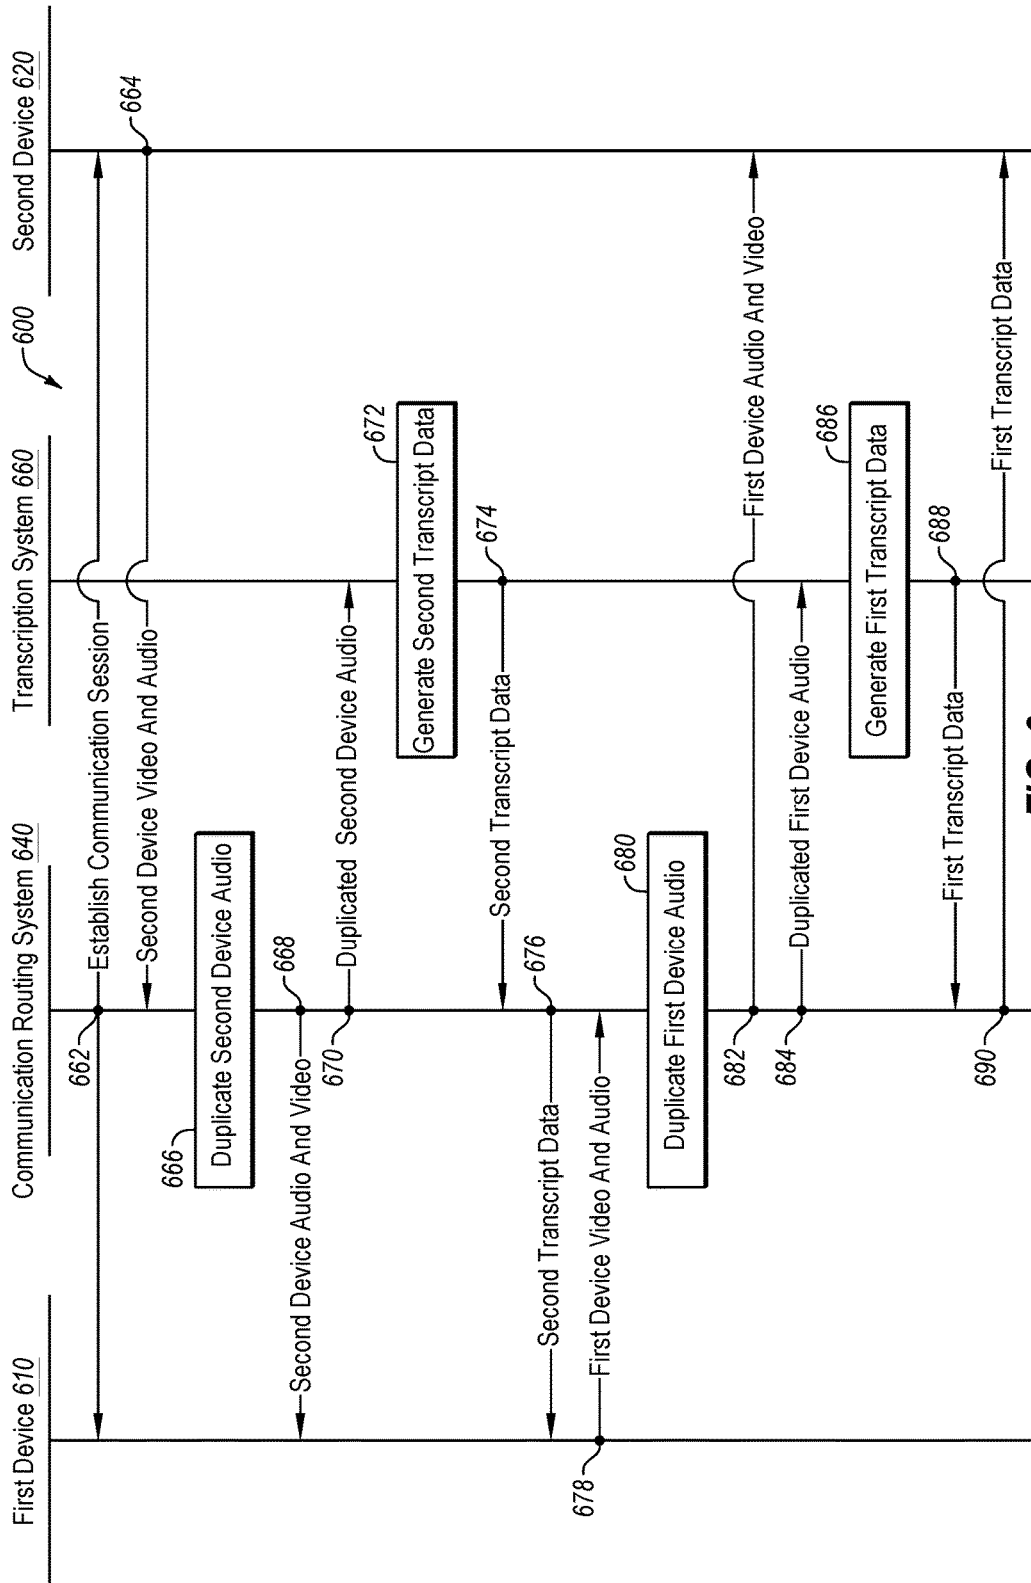 First Device 610
Communication Routing System 640
Transcription System 660
Second Device 620
600
662
Establish Communication Session
664
Second Device Video And Audio
666
Duplicate Second Device Audio
668
Second Device Audio And Video
670
Duplicated Second Device Audio
672
Generate Second Transcript Data
674
Second Transcript Data
676
Second Transcript Data
678
First Device Video And Audio
680
Duplicate First Device Audio
682
First Device Audio And Video
684
Duplicated First Device Audio
686
Generate First Transcript Data
688
First Transcript Data
690
First Transcript Data